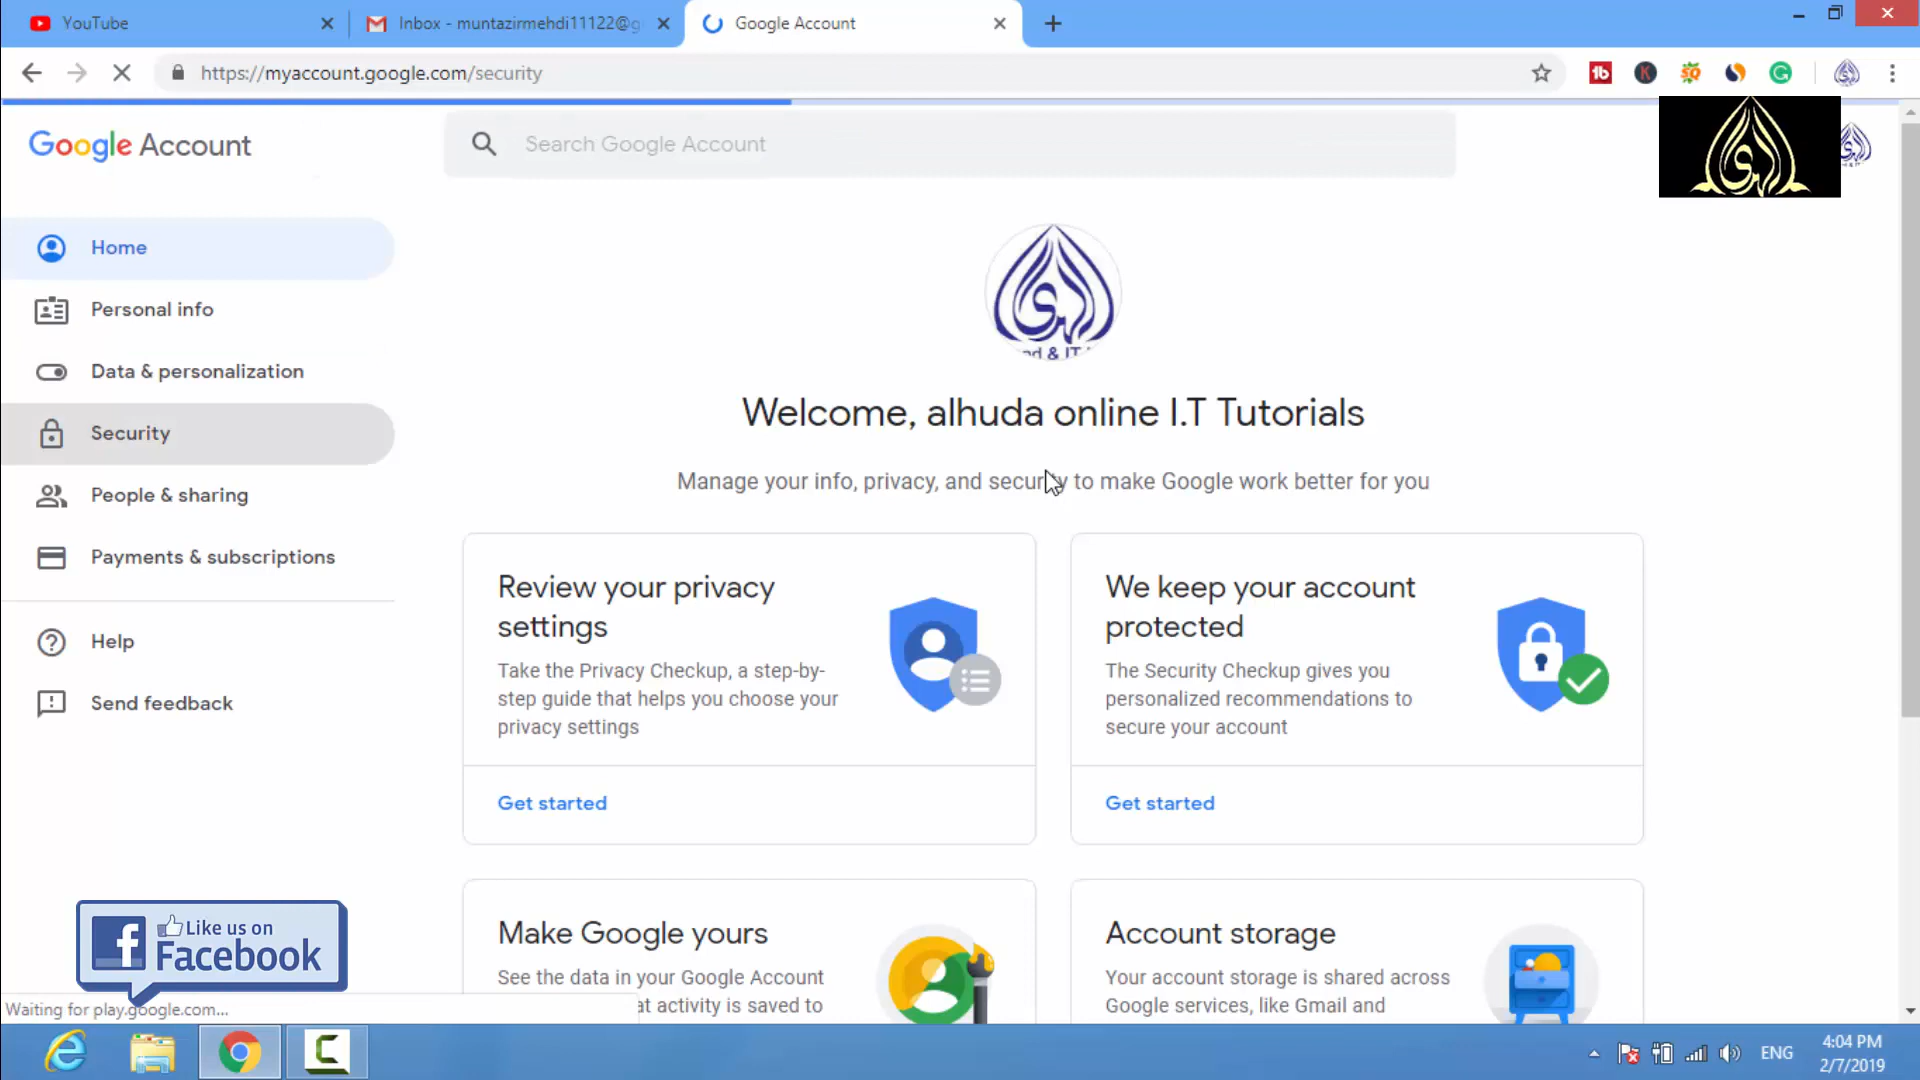 YouTube
Inbox - muntazirmehdi11122@g
Google Account
https://myaccount.google.com/security
Google Account
Search Google Account
الهدی
Home
Personal info
Data & personalization
Security
People & sharing
Payments & subscriptions
Help
Send feedback
الهدی
ad & IT
Welcome, alhuda online I.T Tutorials
Manage your info, privacy, and security to make Google work better for you
Review your privacy
settings
Take the Privacy Checkup, a step-by-
step guide that helps you choose your
privacy settings
Get started
We keep your account
protected
The Security Checkup gives you
personalized recommendations to
secure your account
Get started
Make Google yours
See the data in your Google Account
at activity is saved to
Account storage
Your account storage is shared across
Google services, like Gmail and
Like us on
Facebook
Waiting for play.google.com...
ENG
4:04 PM
2/7/2019